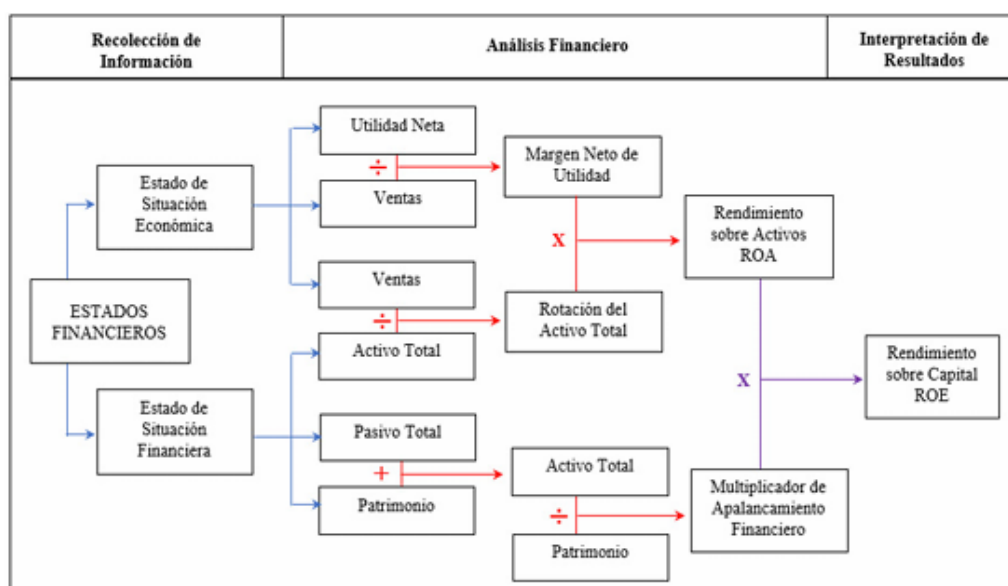 Recolección de
Información
Análisis Financiero
Interpretación de
Resultados
Utilidad Neta
÷
Ventas
Margen Neto de
Utilidad
Estado de
Situación
Económica
X
Rendimiento
sobre Activos
ROA
Ventas
÷
Activo Total
Rotación del
Activo Total
ESTADOS
FINANCIEROS
X
Rendimiento
sobre Capital
ROE
Estado de
Situación
Financiera
Pasivo Total
+
Patrimonio
Activo Total
÷
Patrimonio
Multiplicador de
Apalancamiento
Financiero